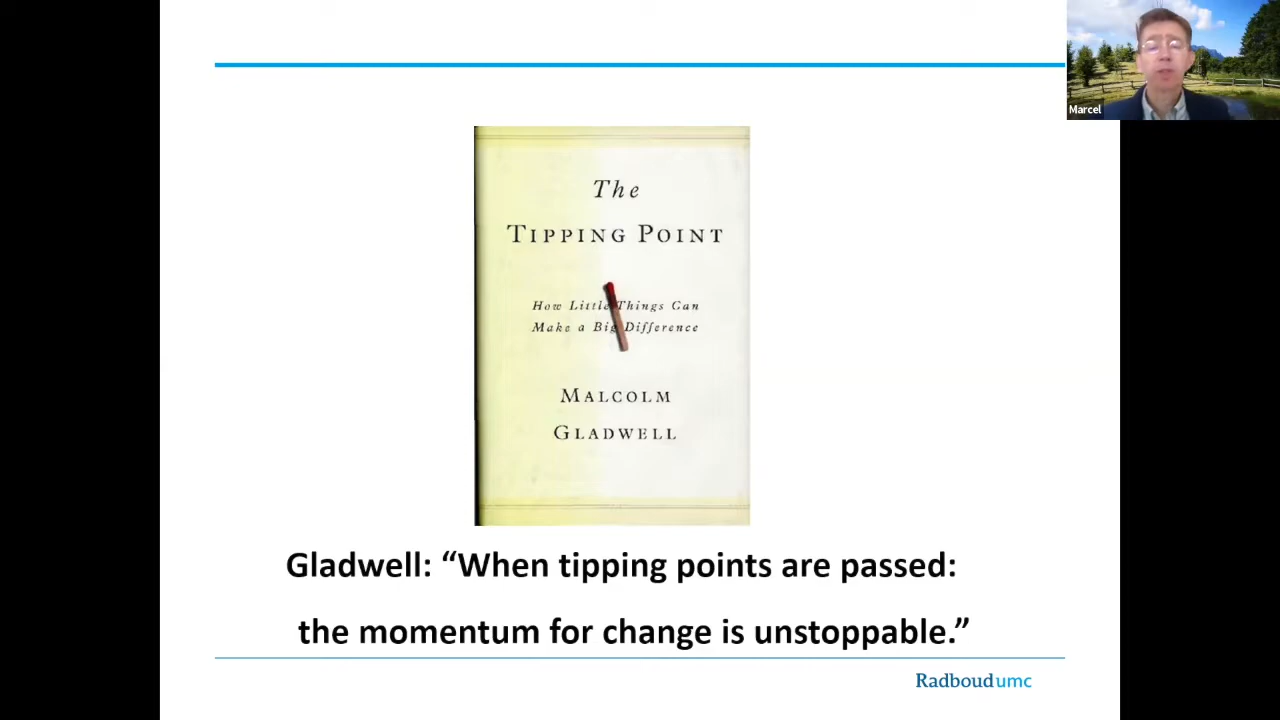 Marcel
The
TIPPING POINT
How Little Things Can
Make a Big Difference
MALCOLM
GLADWELL
Gladwell: “When tipping points are passed:
the momentum for change is unstoppable.”
Radboudumc